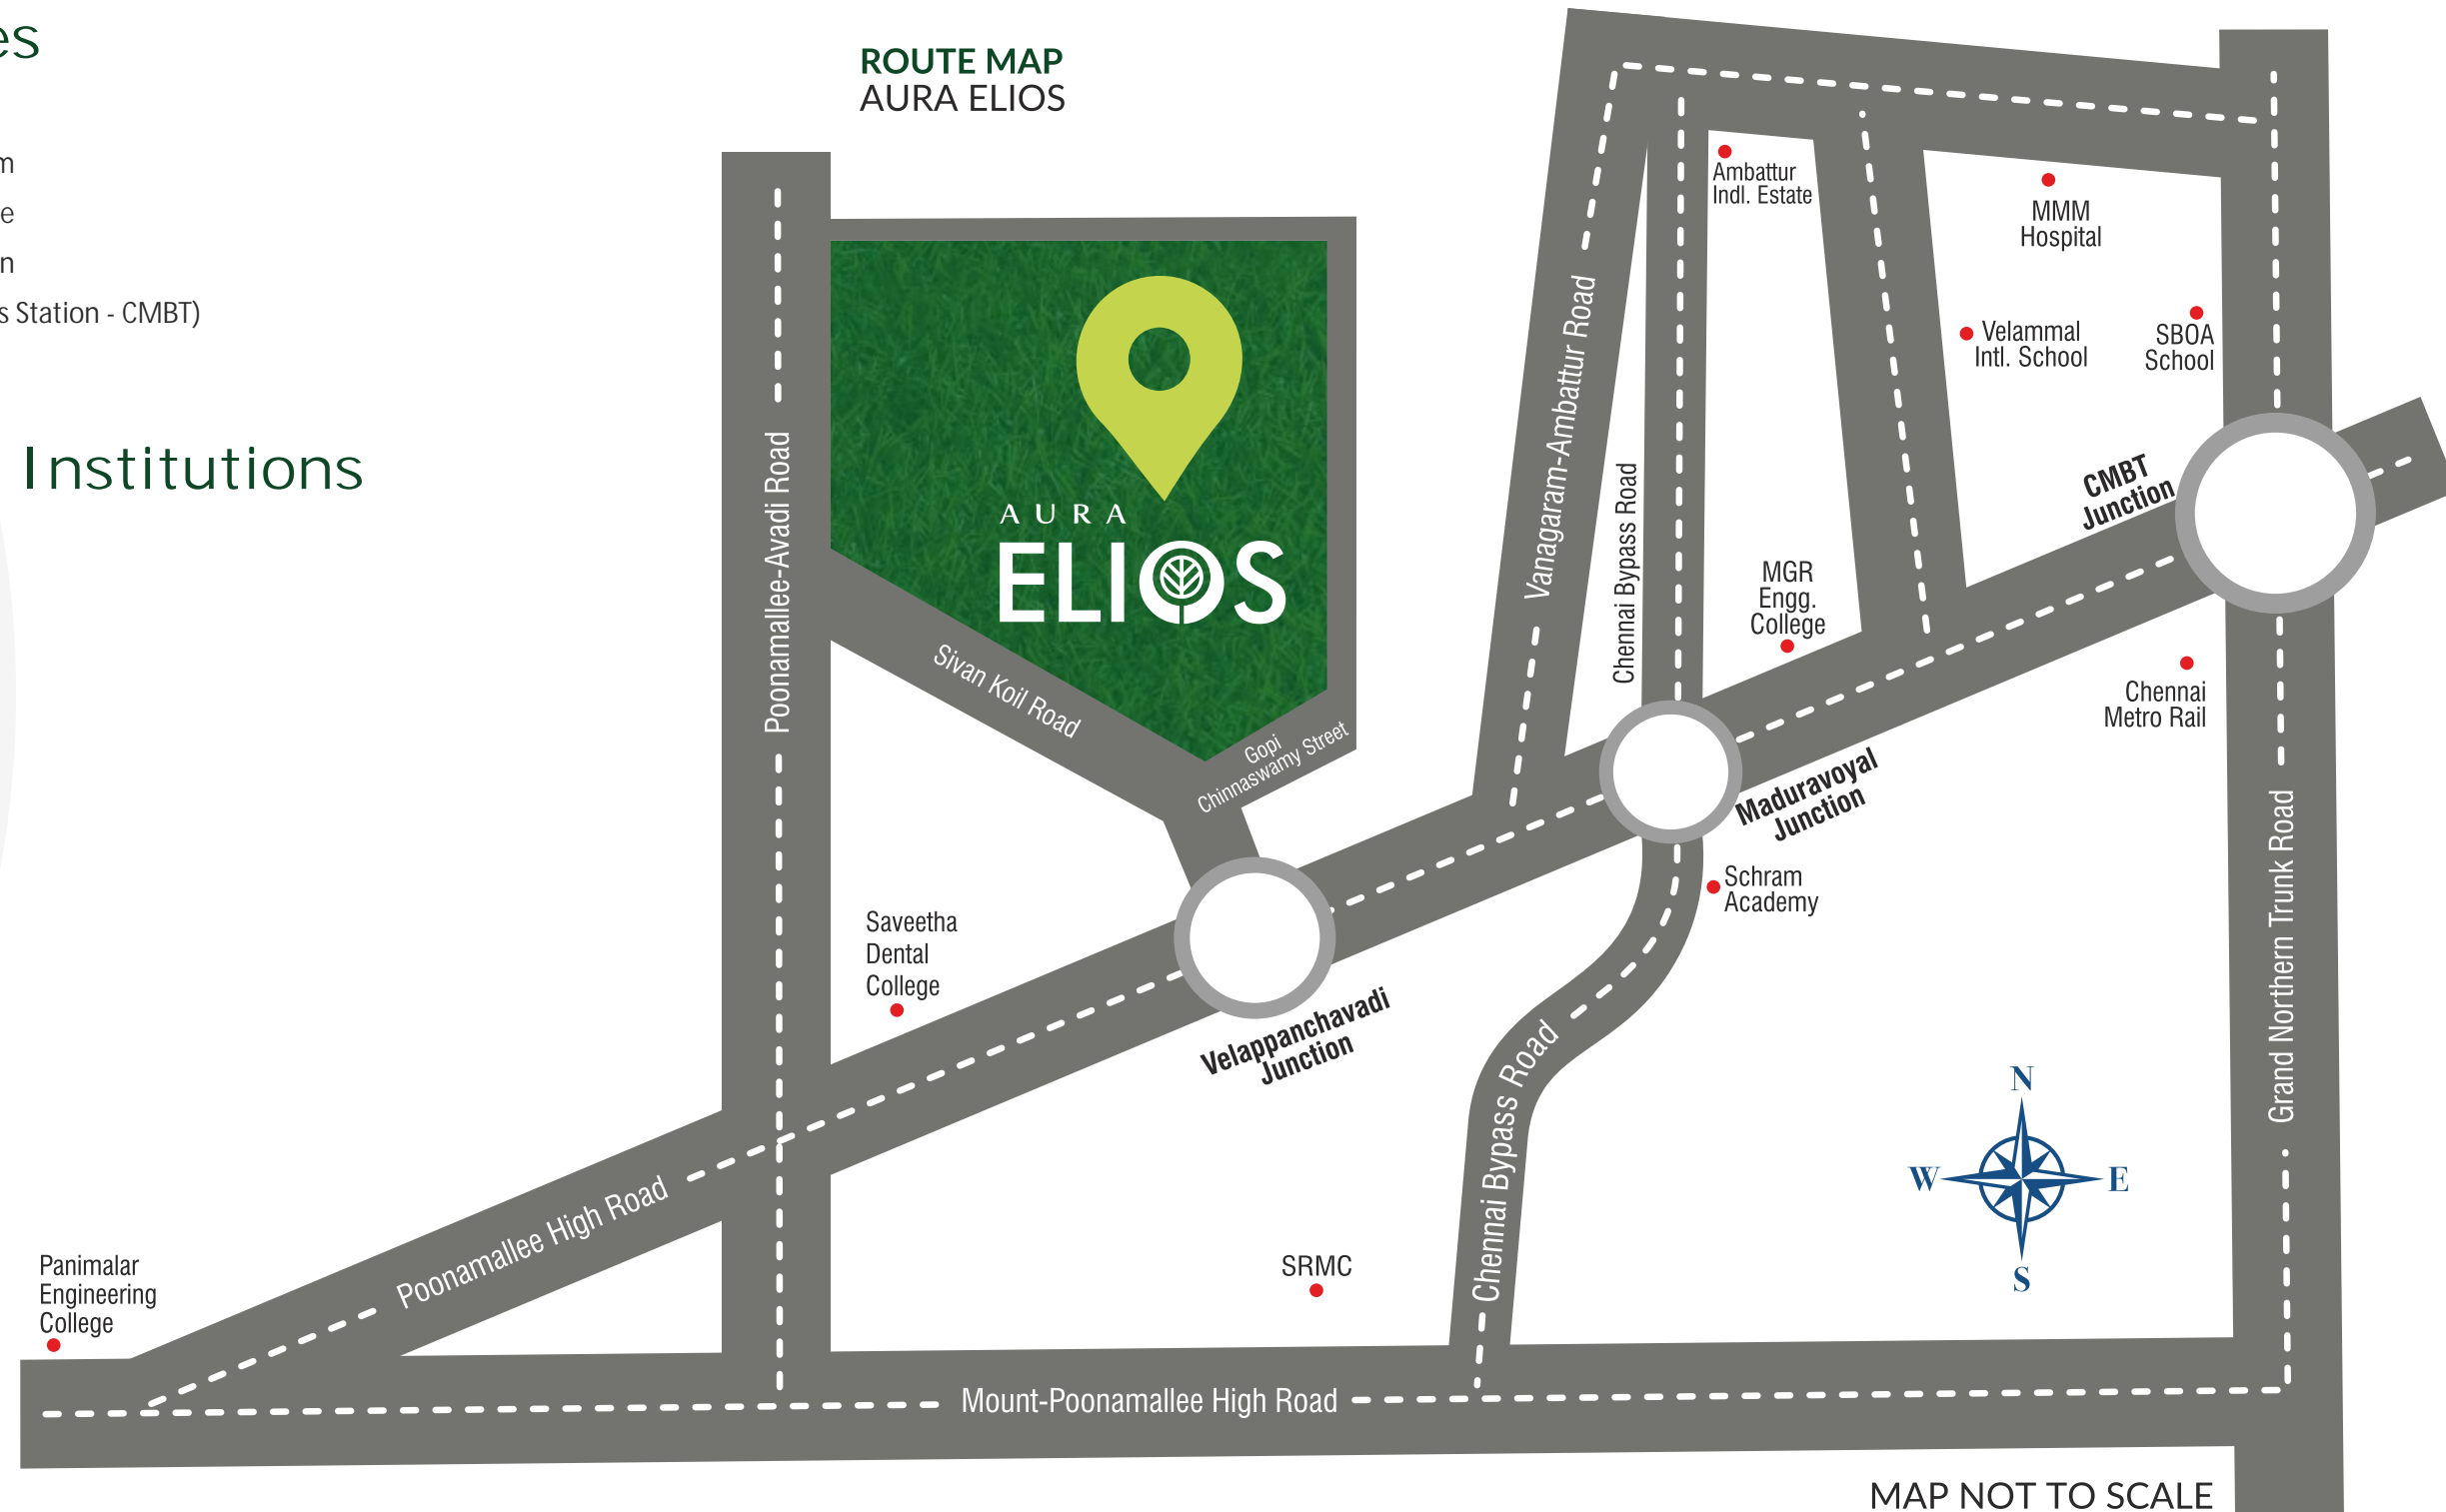 es
m
e
n
s Station - CMBT)
Institutions
ROUTE MAP
AURA ELIOS
Poonamallee-Avadi Road
AURA
ELIOS
Sivan Koil Road
Gopi
Chinnaswamy Street
Vanagaram-Ambattur Road
Chennai Bypass Road
Ambattur
Indl. Estate
MMM
Hospital
Velammal
Intl. School
SBOA
School
CMBT
Junction
MGR
Engg.
College
Chennai
Metro Rail
Maduravoyal
Junction
Schram
Academy
Grand Northern Trunk Road
Saveetha
Dental
College
Velappanchavadi
Junction
Chennai Bypass Road
Poonamallee High Road
Panimalar
Engineering
College
SRMC
N
W
E
S
Mount-Poonamallee High Road
MAP NOT TO SCALE